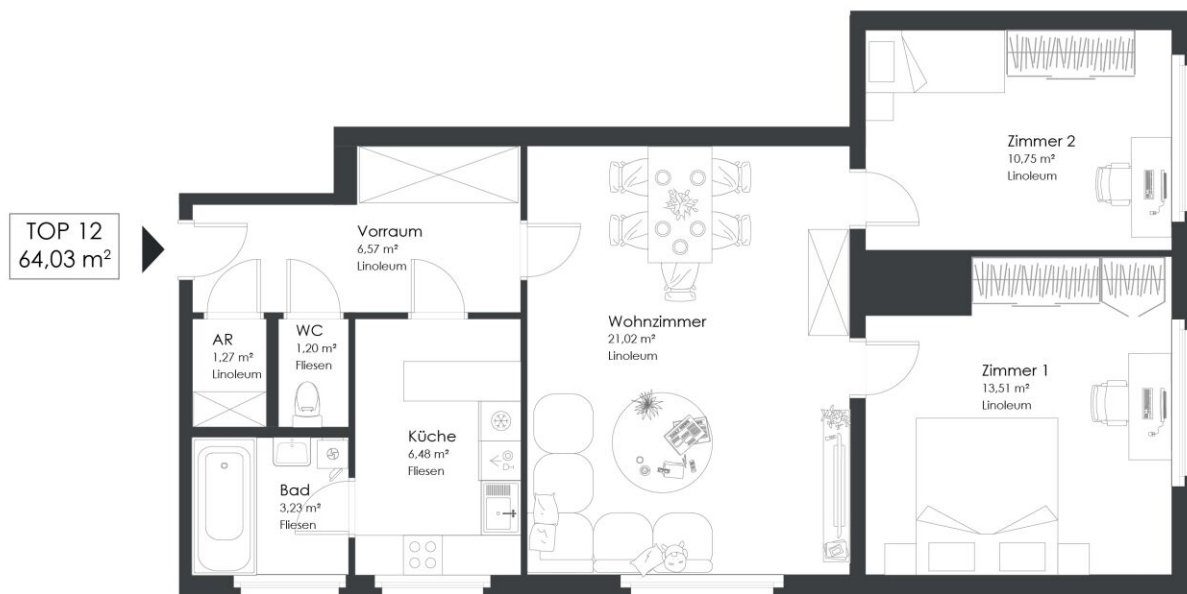 TOP 12
64,03 m²
Vorraum
6,57 m²
Linoleum
AR
1,27 m²
Linoleum
WC
1,20 m²
Fliesen
Küche
6,48 m²
Fliesen
Bad
3,23 m²
Fliesen
Wohnzimmer
21,02 m²
Linoleum
Zimmer 2
10,75 m²
Linoleum
Zimmer 1
13,51 m²
Linoleum